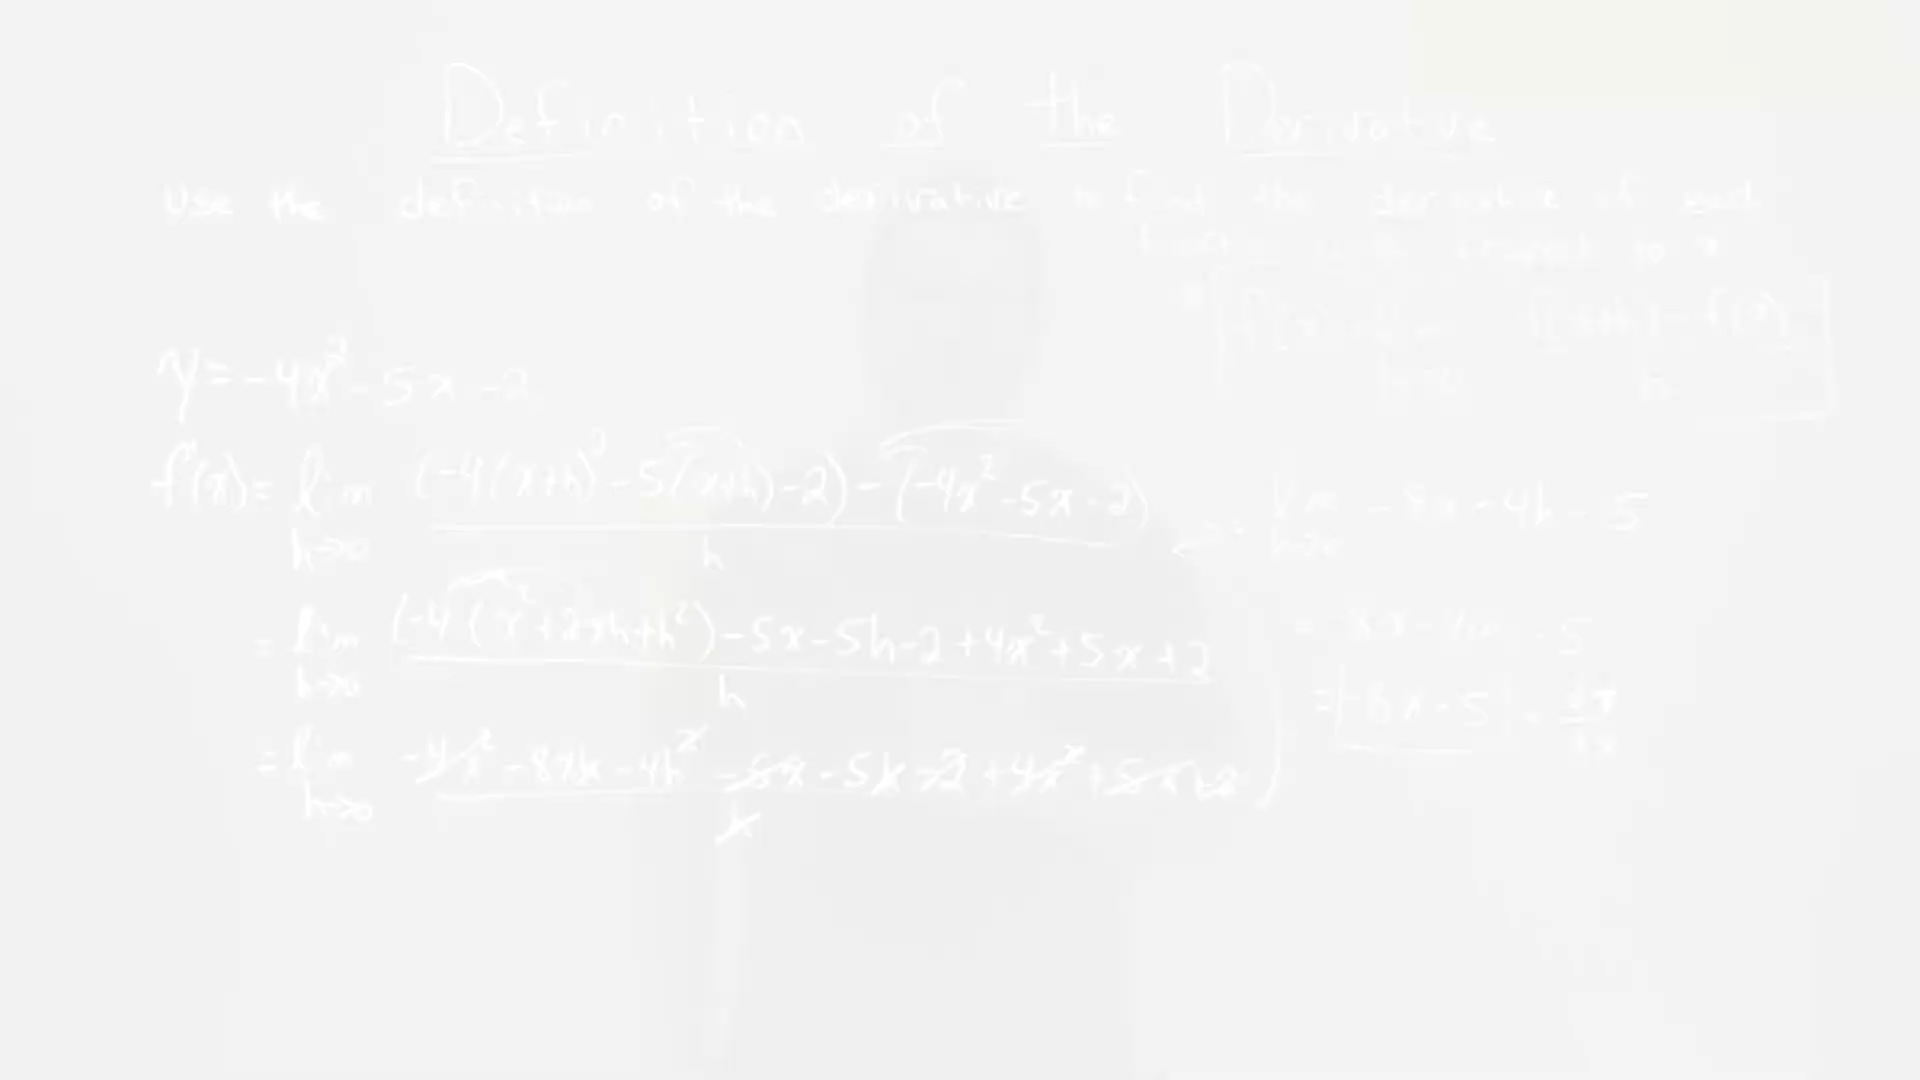 Definition of the Derivative
Use the definition of the derivative to find the derivative of each
function with respect to x
* f'(x) = lim h→0 f(x+h) - f(x) / h
y = -4x² - 5x - 2
f'(x) = lim h→0 (-4(x+h)² - 5(x+h) - 2) - (-4x² - 5x - 2) / h
= lim h→0 (-4(x² + 2xh + h²) - 5x - 5h - 2 + 4x² + 5x + 2 / h
= lim h→0 -4x² - 8xh - 4h² - 5x - 5h - 2 + 4x² + 5x + 2 / h
= lim h→0 -8x - 4h - 5
= -8x - 4(0) - 5
= -8x - 5 = dy/dx